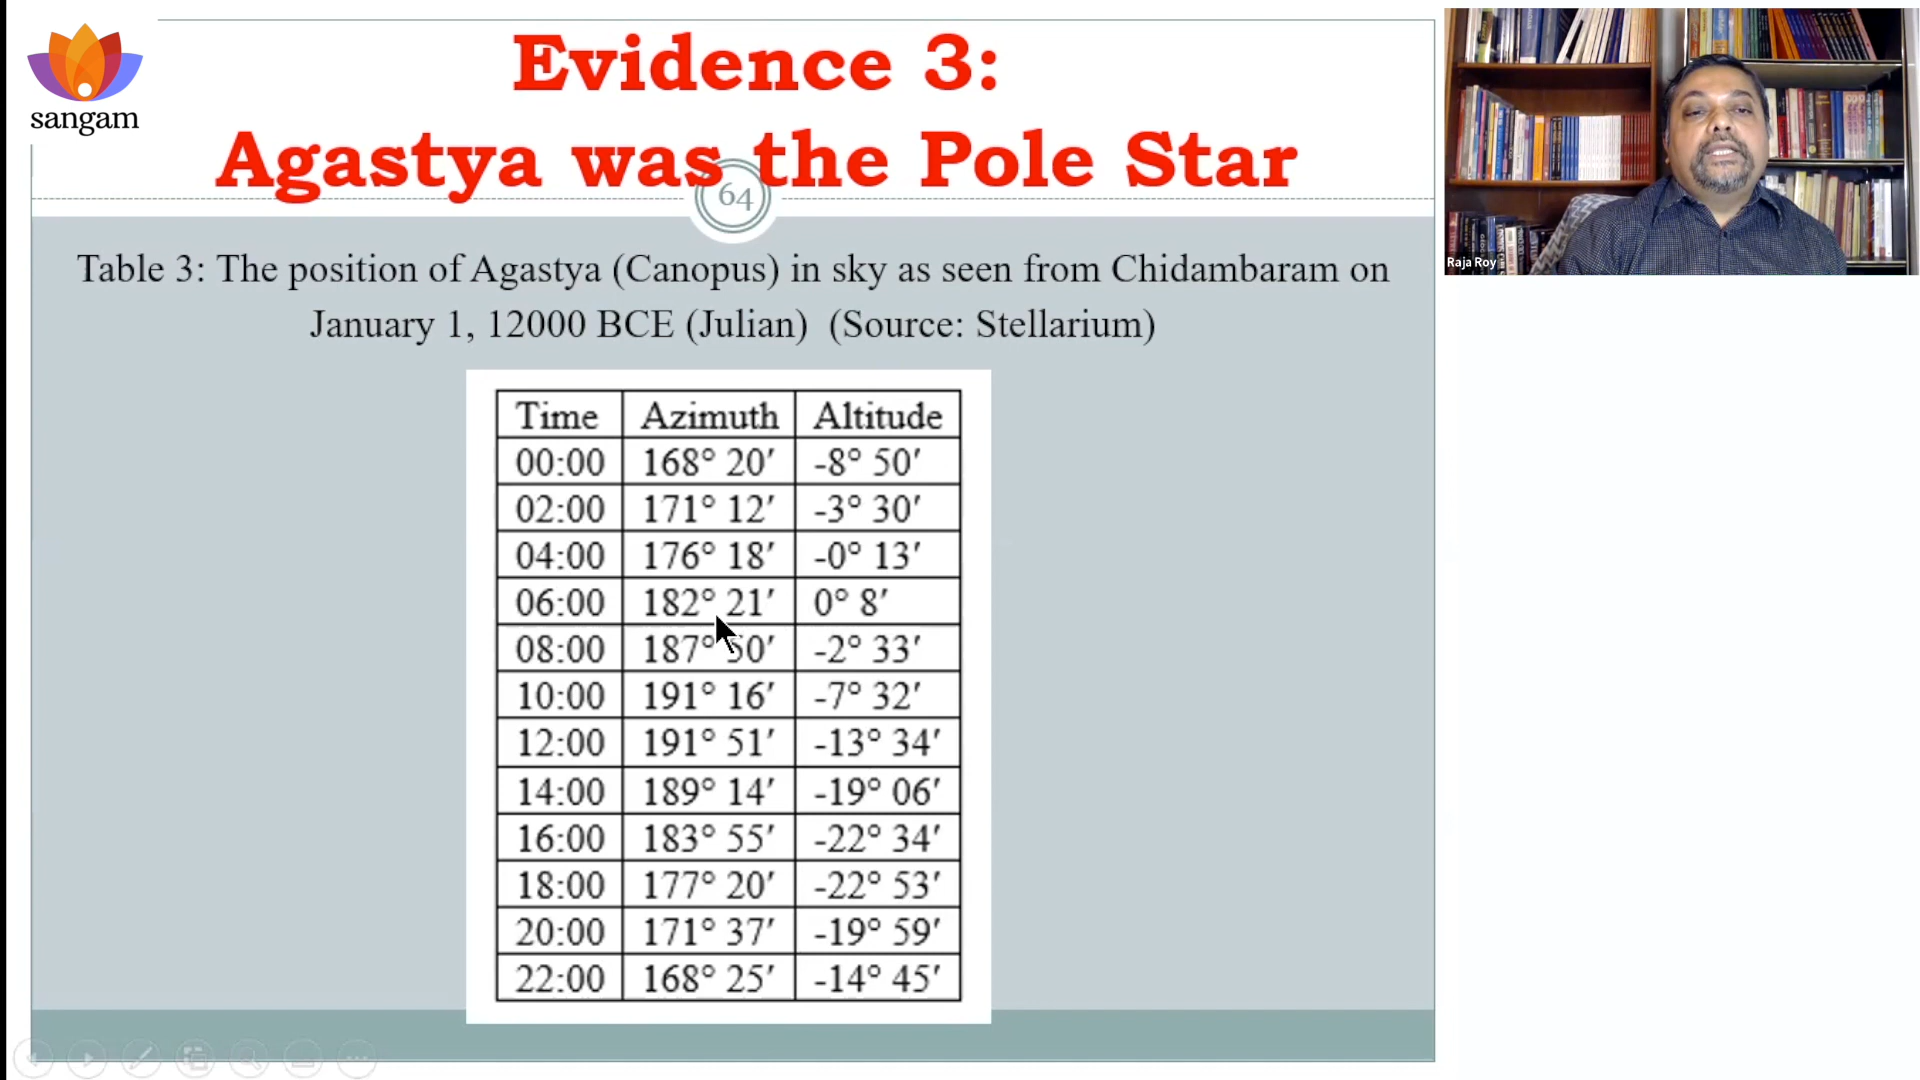 sangam
Evidence 3:
Agastya was the Pole Star
64
Table 3: The position of Agastya (Canopus) in sky as seen from Chidambaram on
January 1, 12000 BCE (Julian) (Source: Stellarium)
Time Azimuth Altitude
00:00 168° 20′ -8° 50′
02:00 171° 12′ -3° 30′
04:00 176° 18′ -0° 13′
06:00 182° 21′ 0° 8′
08:00 187° 50′ -2° 33′
10:00 191° 16′ -7° 32′
12:00 191° 51′ -13° 34′
14:00 189° 14′ -19° 06′
16:00 183° 55′ -22° 34′
18:00 177° 20′ -22° 53′
20:00 171° 37′ -19° 59′
22:00 168° 25′ -14° 45′
Raja Roy